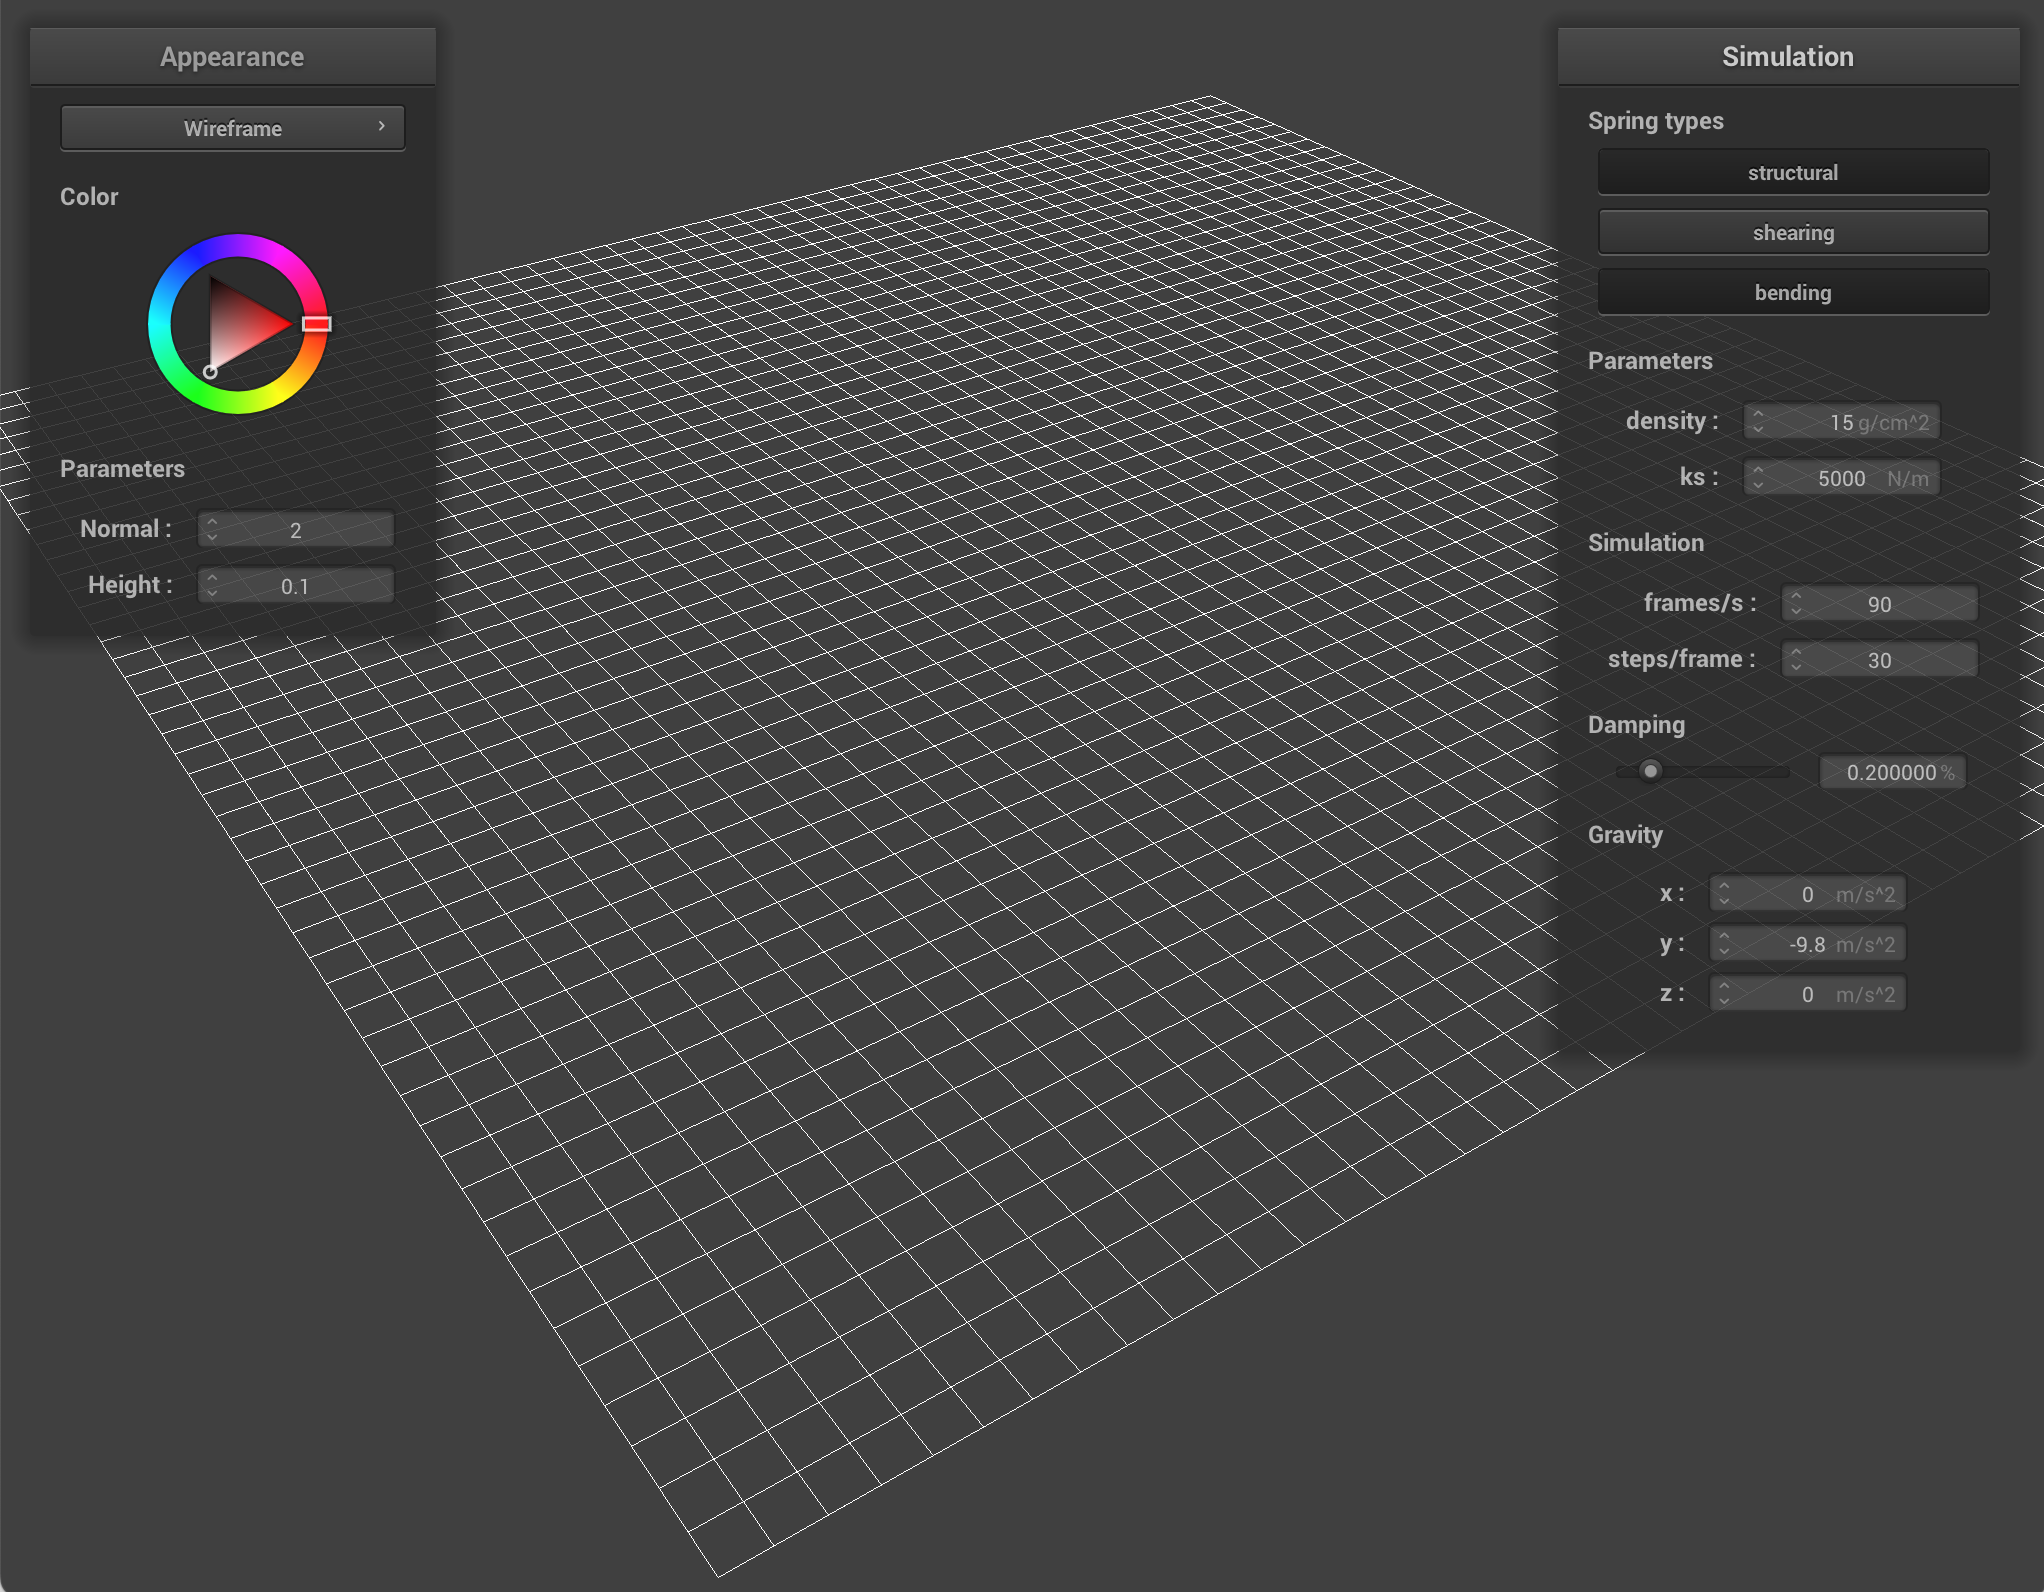 Appearance
Wireframe
Color
Parameters
Normal : 2
Height : 0.1
Simulation
Spring types
structural
shearing
bending
Parameters
density : 15 g/cm^2
ks : 5000 N/m
Simulation
frames/s : 90
steps/frame : 30
Damping
0.200000 %
Gravity
x : 0 m/s^2
y : -9.8 m/s^2
z : 0 m/s^2